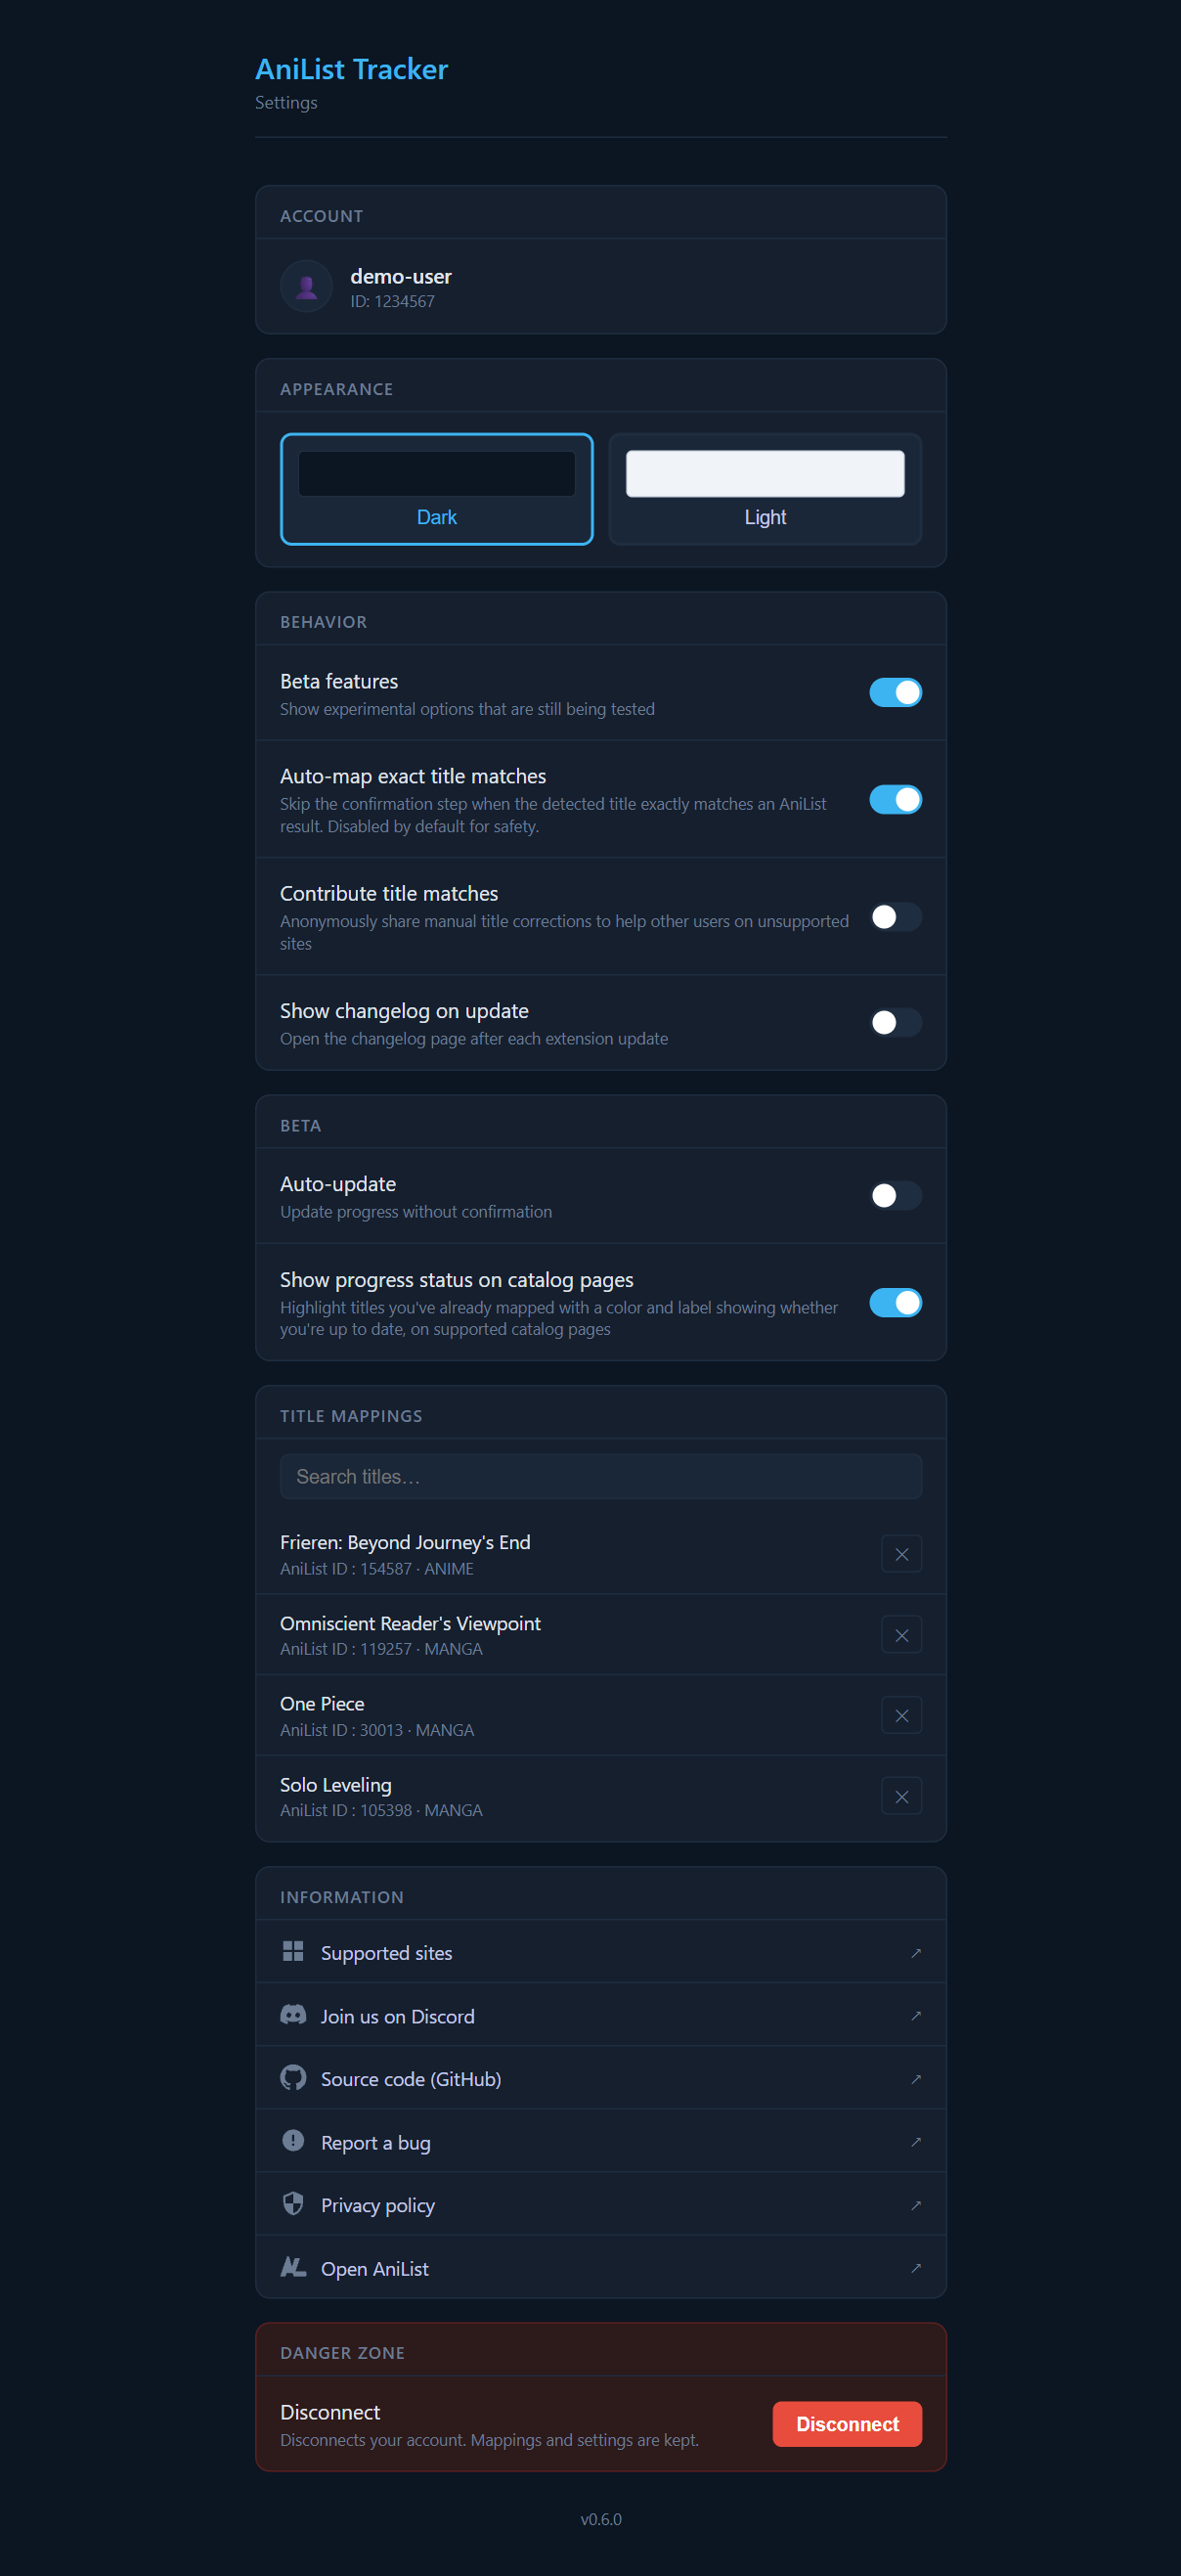 AniList Tracker
Settings
ACCOUNT
demo-user
ID: 1234567
APPEARANCE
Dark
Light
BEHAVIOR
Beta features
Show experimental options that are still being tested
Auto-map exact title matches
Skip the confirmation step when the detected title exactly matches an AniList
result. Disabled by default for safety.
Contribute title matches
Anonymously share manual title corrections to help other users on unsupported
sites
Show changelog on update
Open the changelog page after each extension update
BETA
Auto-update
Update progress without confirmation
Show progress status on catalog pages
Highlight titles you've already mapped with a color and label showing whether
you're up to date, on supported catalog pages
TITLE MAPPINGS
Search titles...
Frieren: Beyond Journey's End
AniList ID : 154587 · ANIME
Omniscient Reader's Viewpoint
AniList ID : 119257 · MANGA
One Piece
AniList ID : 30013 · MANGA
Solo Leveling
AniList ID : 105398 · MANGA
INFORMATION
Supported sites
Join us on Discord
Source code (GitHub)
Report a bug
Privacy policy
Open AniList
DANGER ZONE
Disconnect
Disconnects your account. Mappings and settings are kept.
Disconnect
v0.6.0